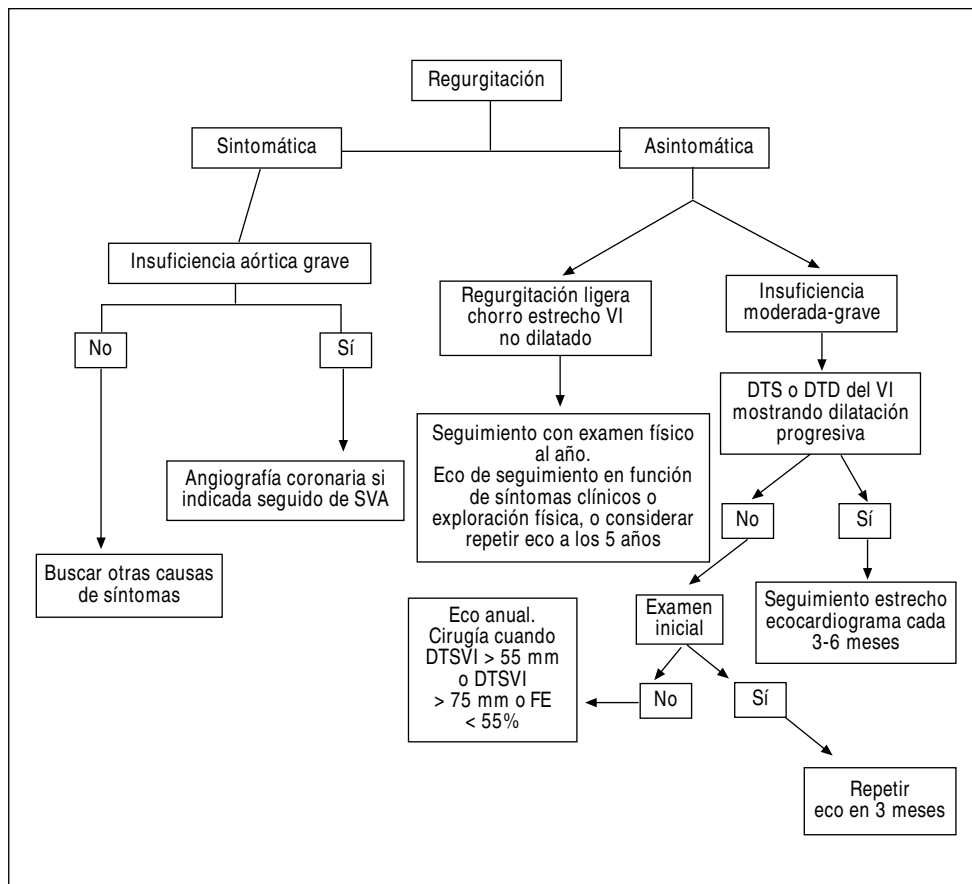 Regurgitación
Sintomática
Asintomática
Insuficiencia aórtica grave
No
Sí
Angiografía coronaria si
indicada seguido de SVA
Buscar otras causas
de síntomas
Regurgitación ligera
chorro estrecho VI
no dilatado
Seguimiento con examen físico
al año.
Eco de seguimiento en función
de síntomas clínicos o
exploración física, o considerar
repetir eco a los 5 años
Insuficiencia
moderada-grave
DTS o DTD del VI
mostrando dilatación
progresiva
No
Sí
Examen
inicial
Seguimiento estrecho
ecocardiograma cada
3-6 meses
Eco anual.
Cirugía cuando
DTSVI > 55 mm
o DTSVI
> 75 mm o FE
< 55%
No
Sí
Repetir
eco en 3 meses